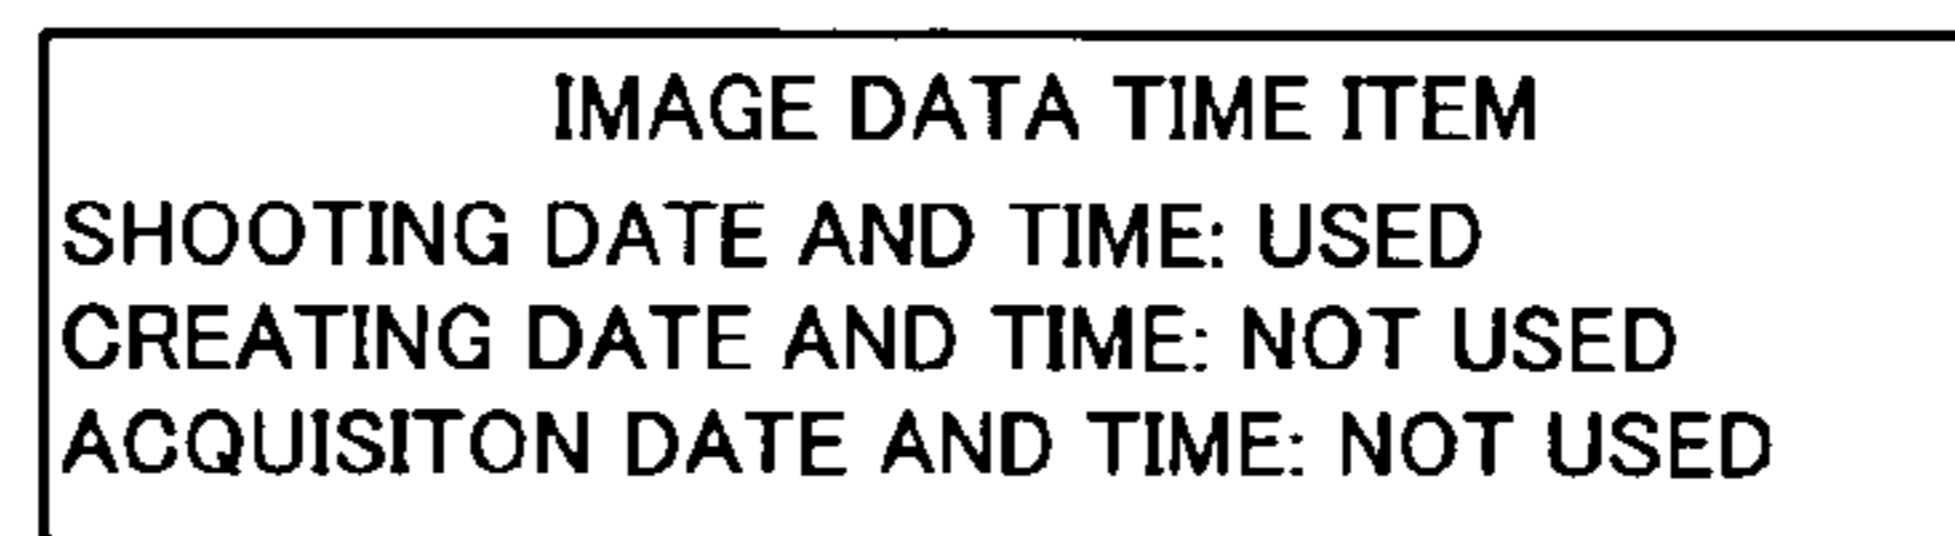 IMAGE DATA TIME ITEM
SHOOTING DATE AND TIME: USED
CREATING DATE AND TIME: NOT USED
ACQUISITON DATE AND TIME: NOT USED